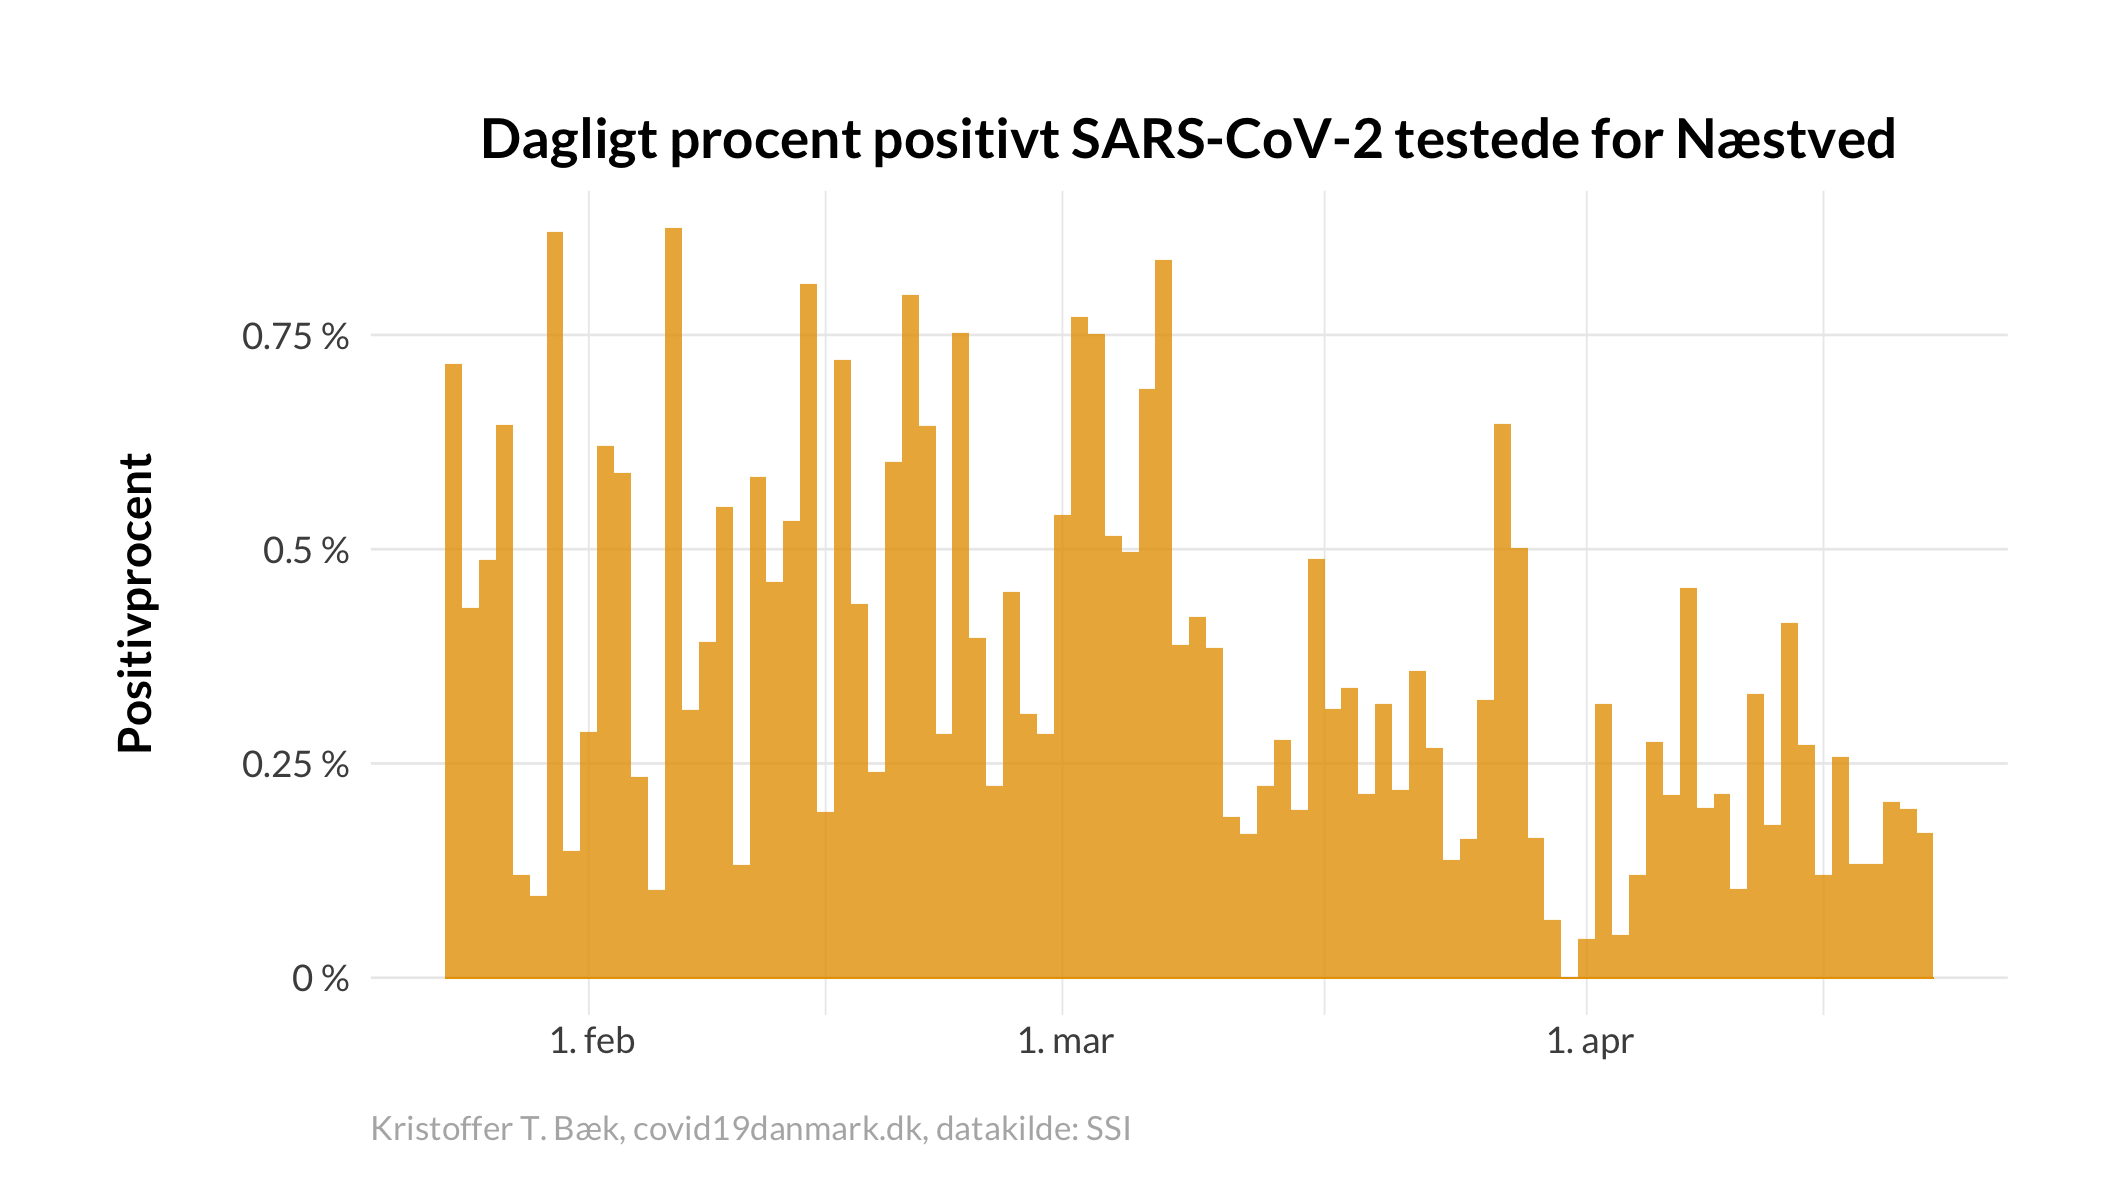 Dagligt procent positivt SARS-CoV-2 testede for Næstved
Positivprocent
0.75 %
0.5 %
0.25 %
0 %
1. feb
1. mar
1. apr
Kristoffer T. Bæk, covid19danmark.dk, datakilde: SSI